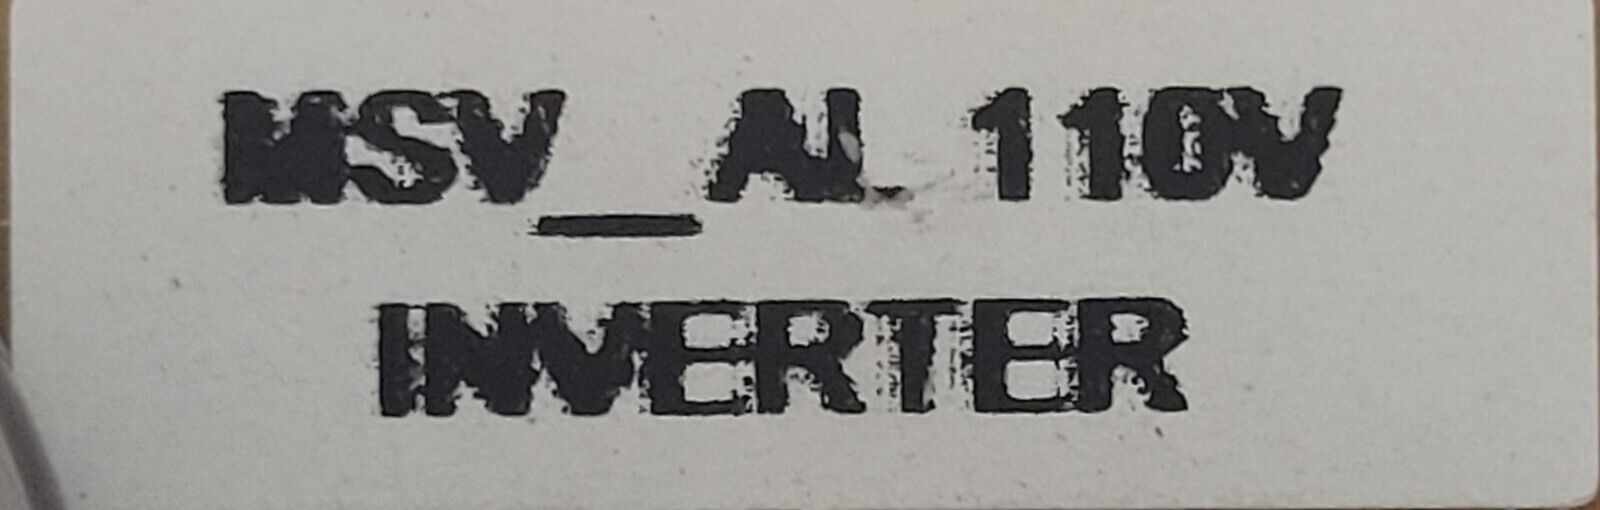 MSV_AL 110V
INVERTER